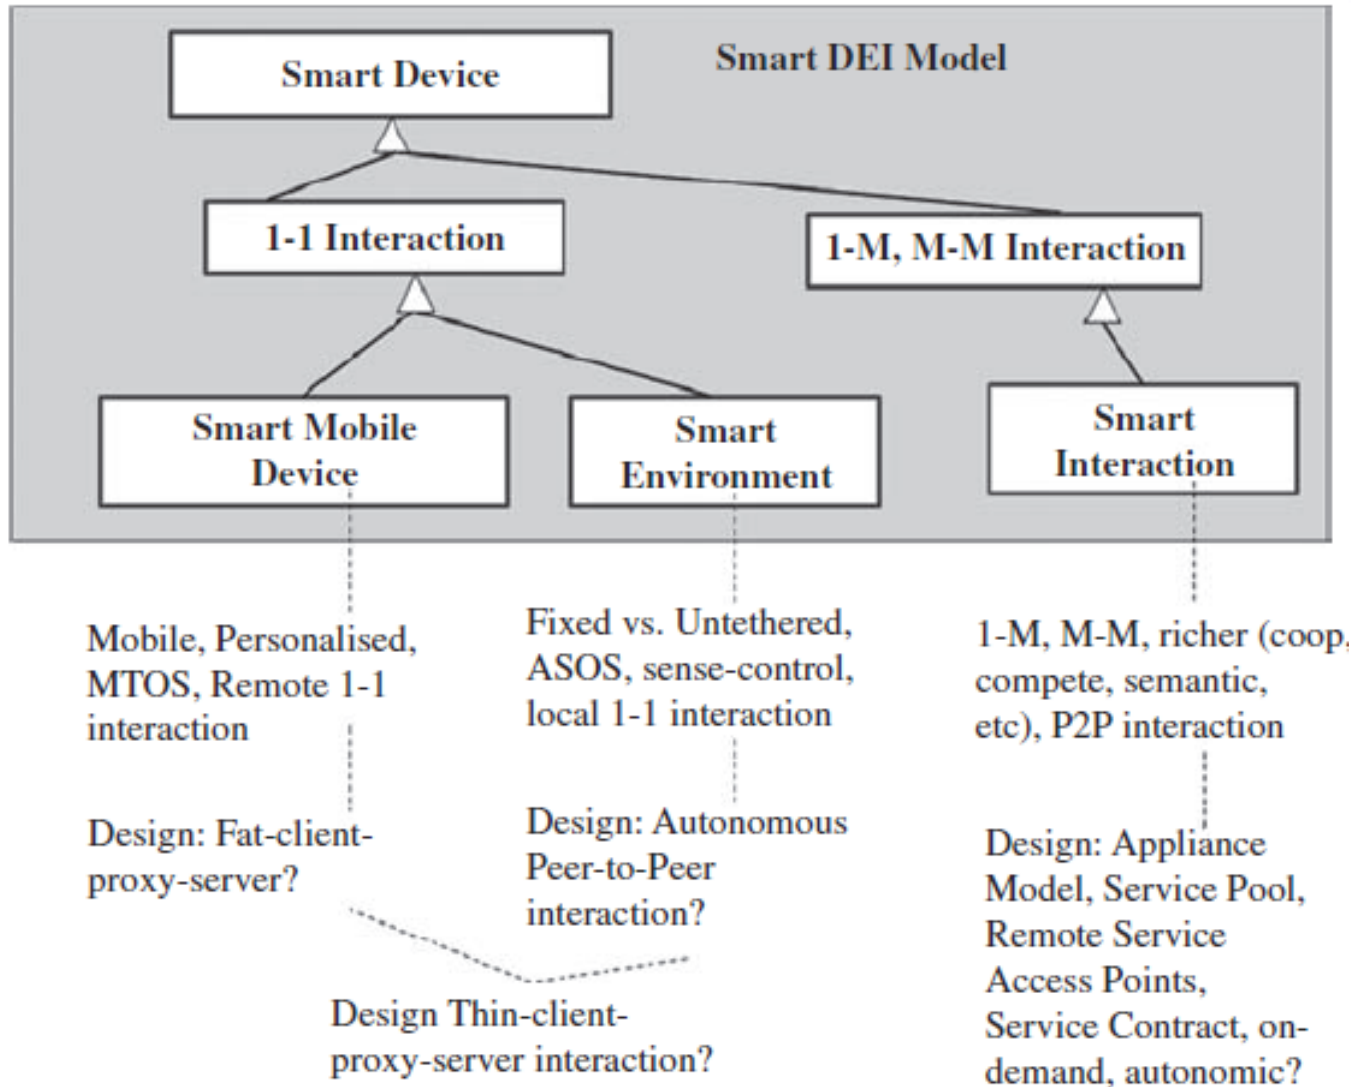 Smart DEI Model
Smart Device
1-1 Interaction
1-M, M-M Interaction
Smart Mobile
Device
Smart
Environment
Smart
Interaction
Mobile, Personalised,
MTOS, Remote 1-1
interaction
Fixed vs. Untethered,
ASOS, sense-control,
local 1-1 interaction
1-M, M-M, richer (coop,
compete, semantic,
etc), P2P interaction
Design: Fat-client-
proxy-server?
Design: Autonomous
Peer-to-Peer
interaction?
Design: Appliance
Model, Service Pool,
Remote Service
Access Points,
Service Contract, on-
demand, autonomic?
Design Thin-client-
proxy-server interaction?